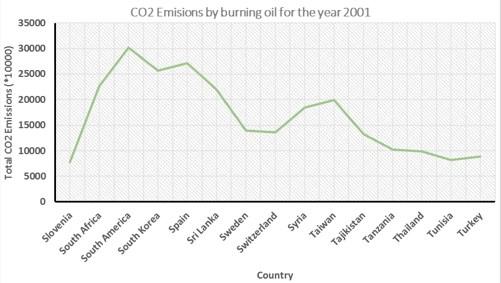 CO2 Emisions by burning oil for the year 2001
Total CO2 Emissions (*10000)
35000
30000
25000
20000
15000
10000
5000
0
Slovenia
South Africa
South America
South Korea
Spain
Sri Lanka
Sweden
Switzerland
Syria
Taiwan
Tajikistan
Tanzania
Thailand
Tunisia
Turkey
Country